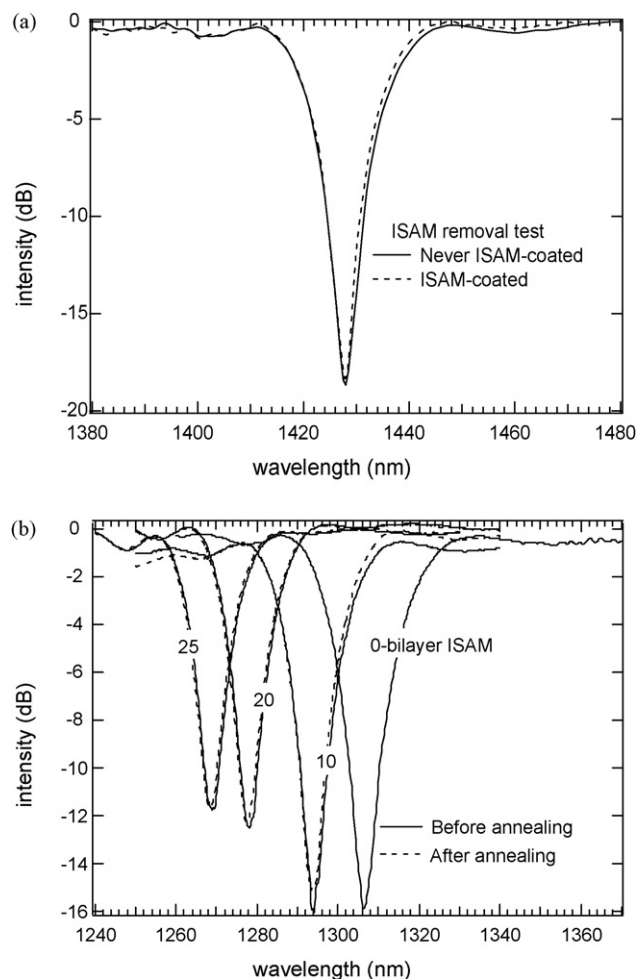 (a)
0
-5
-10
-15
-20
intensity (dB)
ISAM removal test
Never ISAM-coated
ISAM-coated
1380 1400 1420 1440 1460 1480
wavelength (nm)
(b)
0
-2
-4
-6
-8
-10
-12
-14
-16
intensity (dB)
25
20
10
0-bilayer ISAM
Before annealing
After annealing
1240 1260 1280 1300 1320 1340 1360
wavelength (nm)